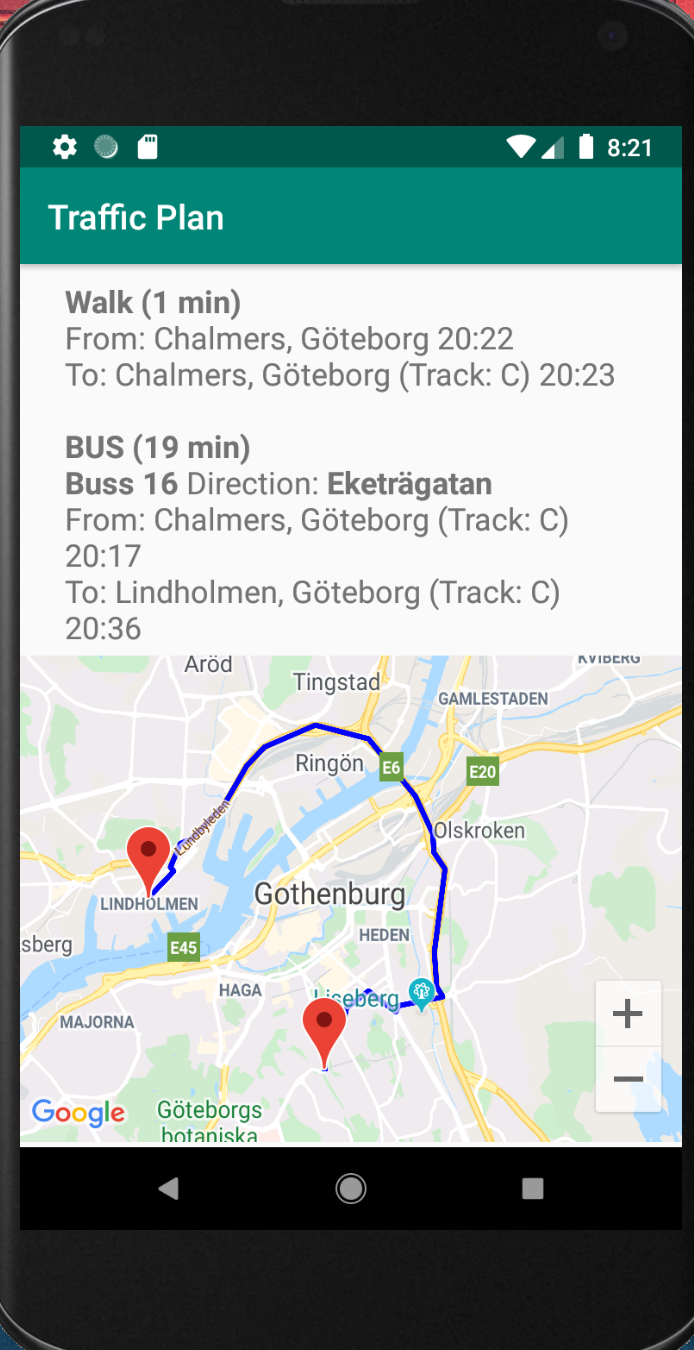 8:21
Traffic Plan
Walk (1 min)
From: Chalmers, Göteborg 20:22
To: Chalmers, Göteborg (Track: C) 20:23
BUS (19 min)
Buss 16 Direction: Eketrägatan
From: Chalmers, Göteborg (Track: C)
20:17
To: Lindholmen, Göteborg (Track: C)
20:36
KVIBERG
Aröd
Tingstad
GAMLESTADEN
Ringön
E6
E20
Lundbyleden
Olskroken
Gothenburg
LINDHOLMEN
HEDEN
sberg
E45
HAGA
Liseberg
MAJORNA
Google
Göteborgs
botaniska